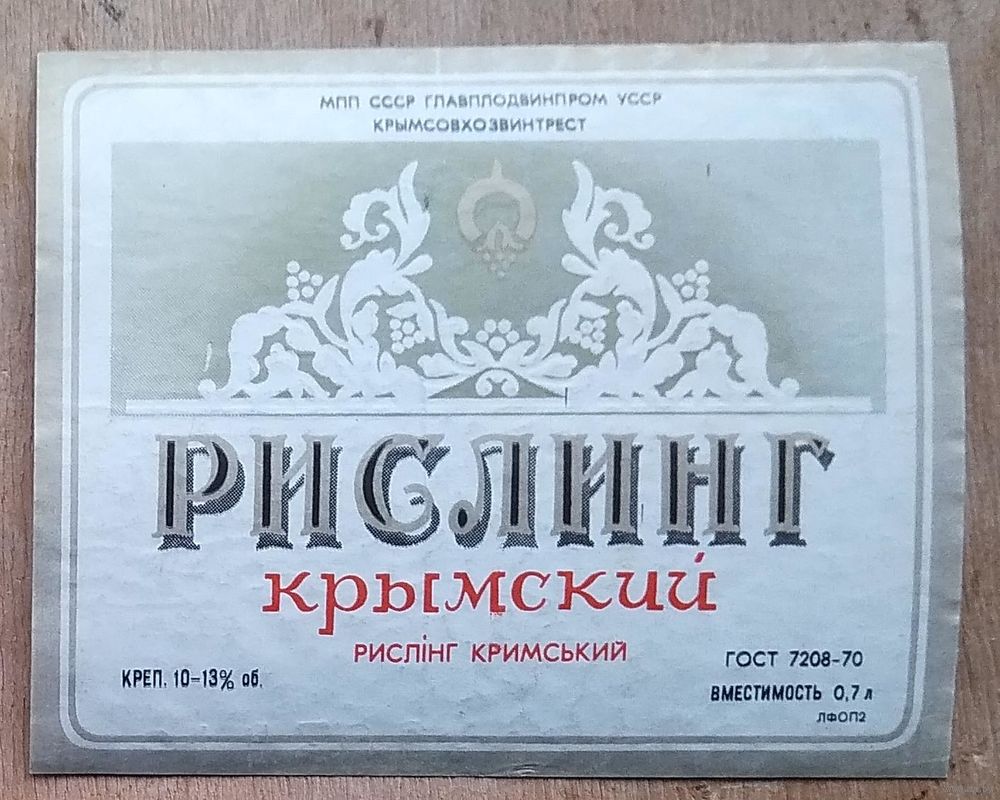 МПП СССР ГЛАВПЛОДВИНПРОМ УССР
КРЫМСОВХОЗВИНТРЕСТ
РИСЛИНГ
крымский
РИСЛІНГ КРИМСЬКИЙ
КРЕП. 10-13% об.
ГОСТ 7208-70
ВМЕСТИМОСТЬ 0,7 л
ЛФОП2